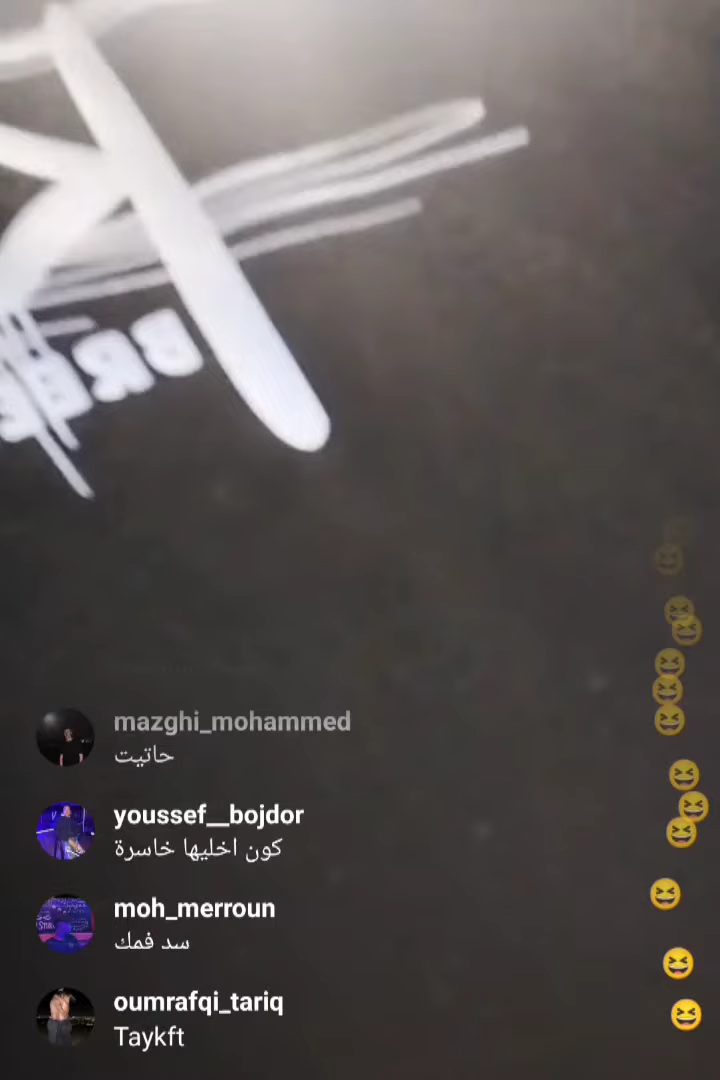 mazghi_mohammed
حاتيت
youssef__bojdor
كون اخليها خاسرة
moh_merroun
سد فمك
oumrafqi_tariq
Taykft